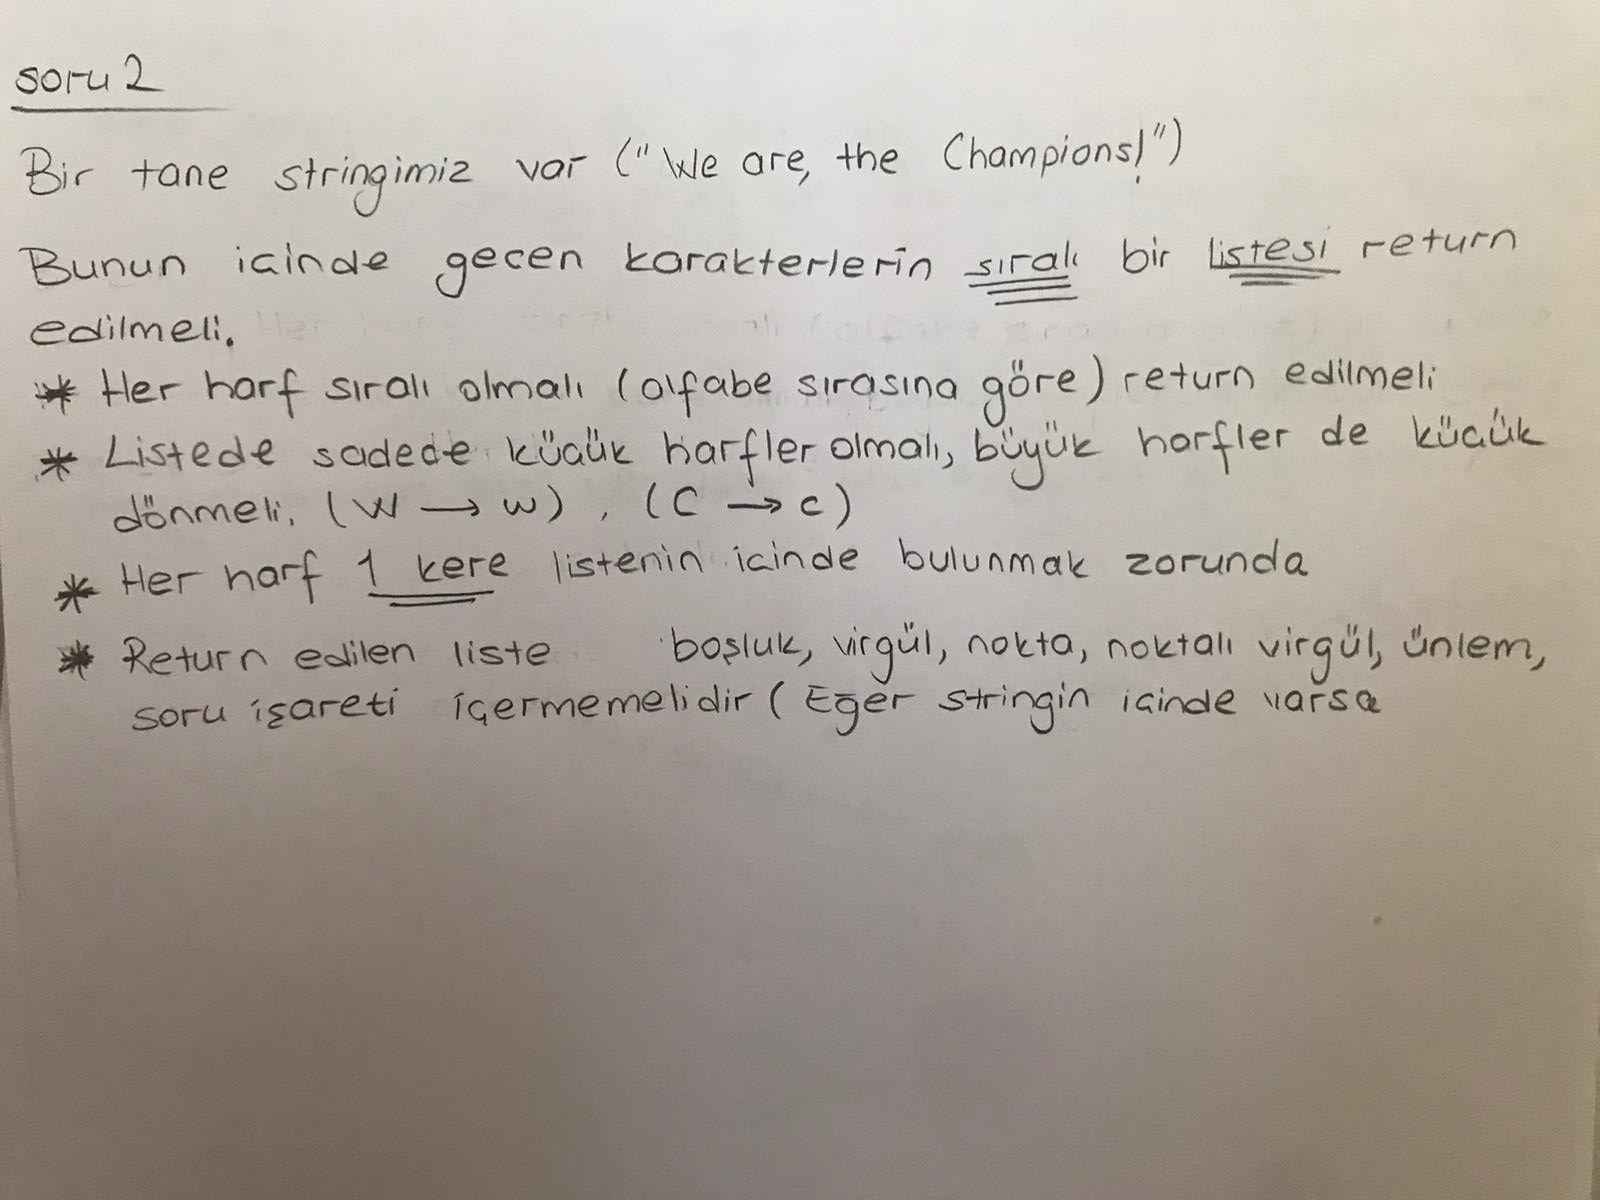 soru 2
Bir tane stringimiz var ("We are, the Champions!")
Bunun icinde gecen karakterlerin sıralı bir listesi return
edilmeli.
* Her harf sıralı olmalı (alfabe sırasına göre) return edilmeli
* Listede sadece kücük harfler olmalı, büyük harfler de kücük
dönmeli. (W → w) , (C → c)
* Her harf 1 kere listenin icinde bulunmak zorunda
* Return edilen liste boşluk, virgül, nokta, noktalı virgül, ünlem,
soru işareti içermemelidir (Eğer stringin icinde varsa